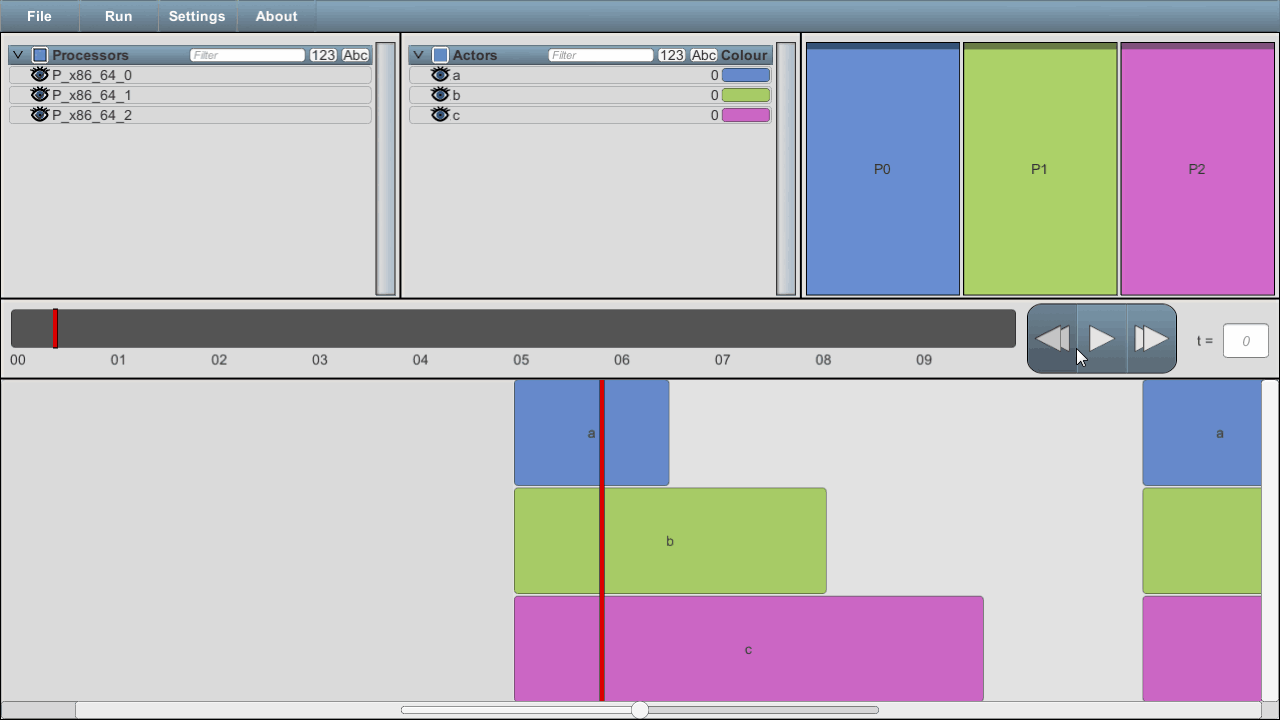 File Run Settings About
Processors Filter 123 Abc
P_x86_64_0
P_x86_64_1
P_x86_64_2
Actors Filter 123 Abc Colour
a 0
b 0
c 0
P0 P1 P2
00 01 02 03 04 05 06 07 08 09
t = 0
a a
b
c